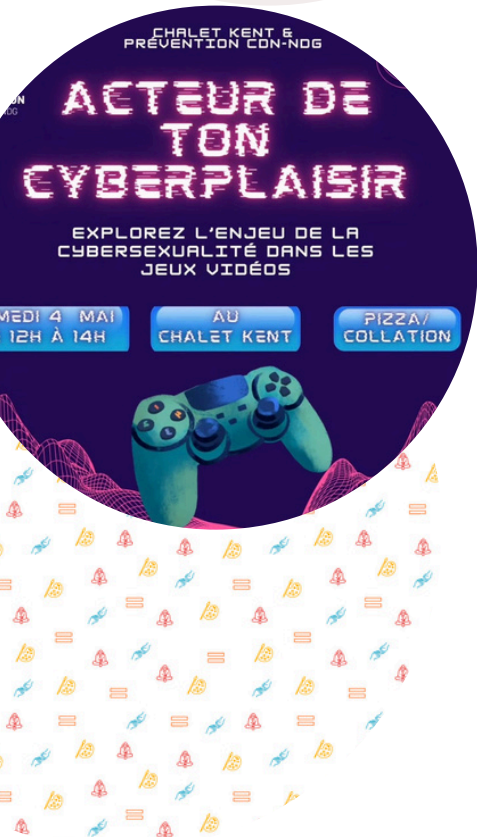 CHALET KENT &
PRÉVENTION CDN-NDG
ACTEUR DE
TON
CYBERPLAISIR
EXPLOREZ L'ENJEU DE LA
CYBERSEXUALITÉ DANS LES
JEUX VIDÉOS
MEDI 4 MAI
12H À 14H
AU
CHALET KENT
PIZZA/
COLLATION